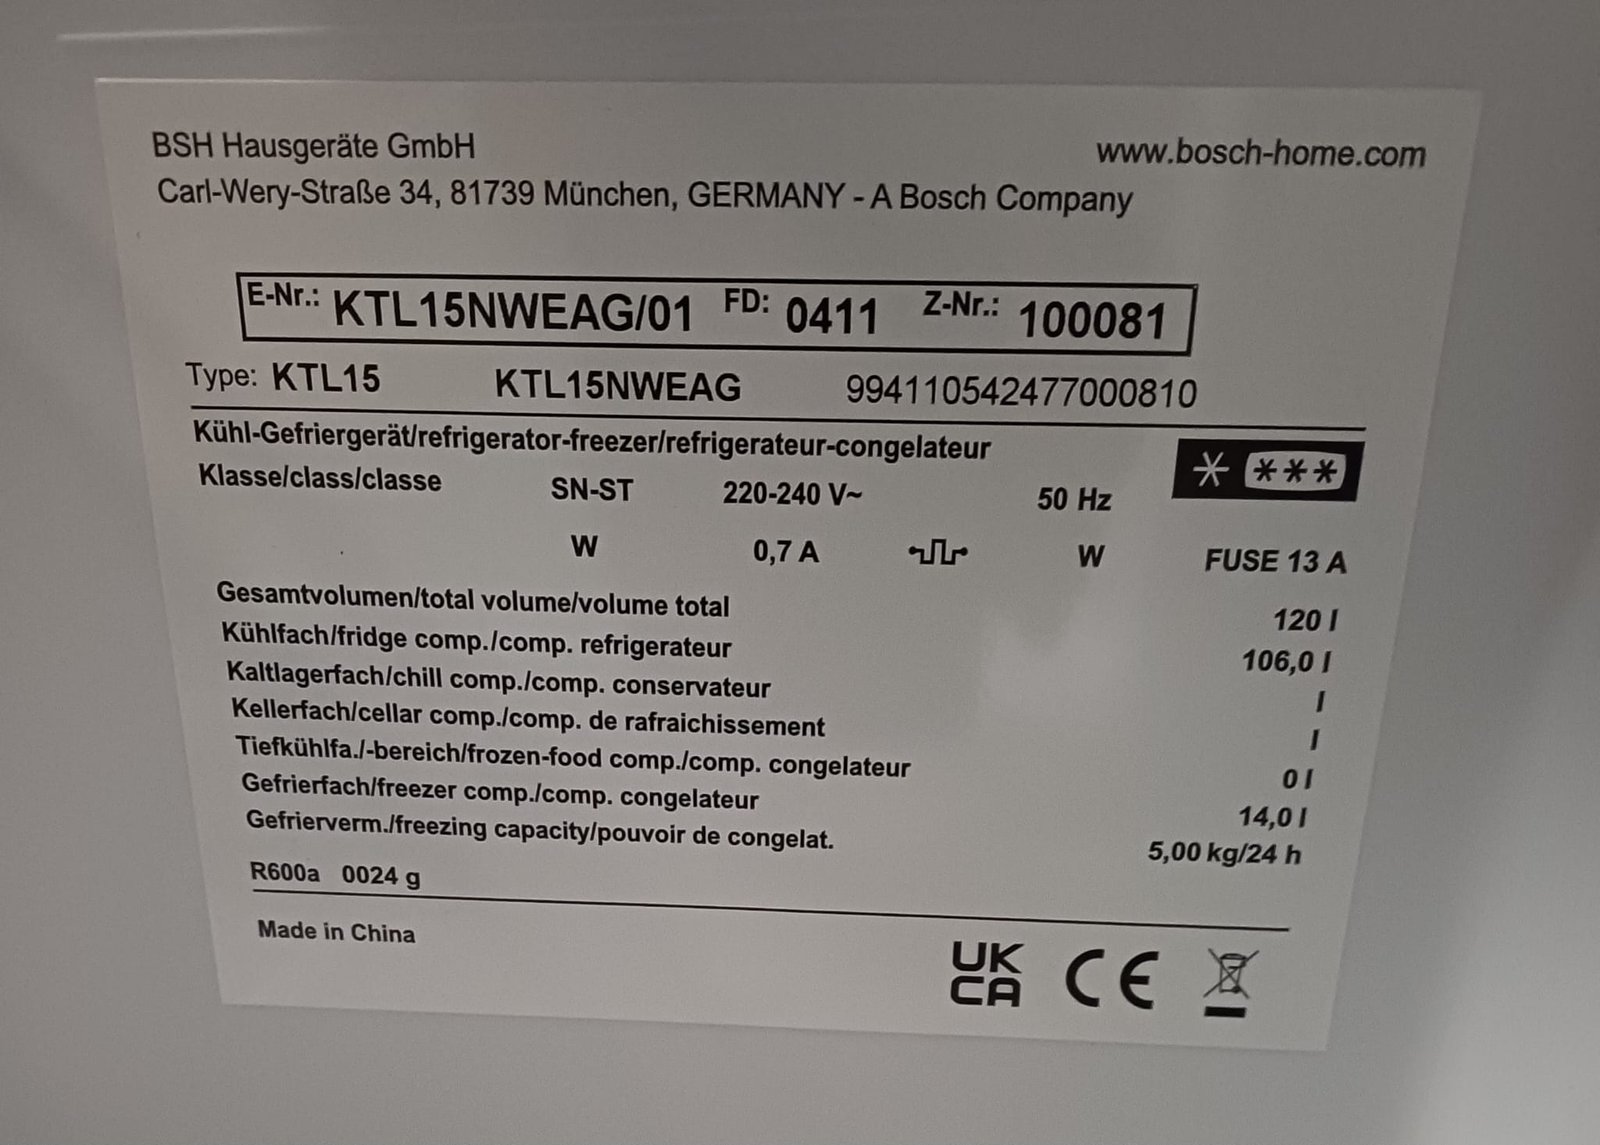 BSH Hausgeräte GmbH www.bosch-home.com
Carl-Wery-Straße 34, 81739 München, GERMANY - A Bosch Company
E-Nr.: KTL15NWEAG/01 FD: 0411 Z-Nr.: 100081
Type: KTL15 KTL15NWEAG 994110542477000810
Kühl-Gefriergerät/refrigerator-freezer/refrigerateur-congelateur
Klasse/class/classe SN-ST 220-240 V~ 50 Hz * ***
W 0,7 A W FUSE 13 A
Gesamtvolumen/total volume/volume total 120 l
Kühlfach/fridge comp./comp. refrigerateur 106,0 l
Kaltlagerfach/chill comp./comp. conservateur l
Kellerfach/cellar comp./comp. de rafraichissement l
Tiefkühlfa./-bereich/frozen-food comp./comp. congelateur 0 l
Gefrierfach/freezer comp./comp. congelateur 14,0 l
Gefrierverm./freezing capacity/pouvoir de congelat. 5,00 kg/24 h
R600a 0024 g
Made in China
UK CA CE